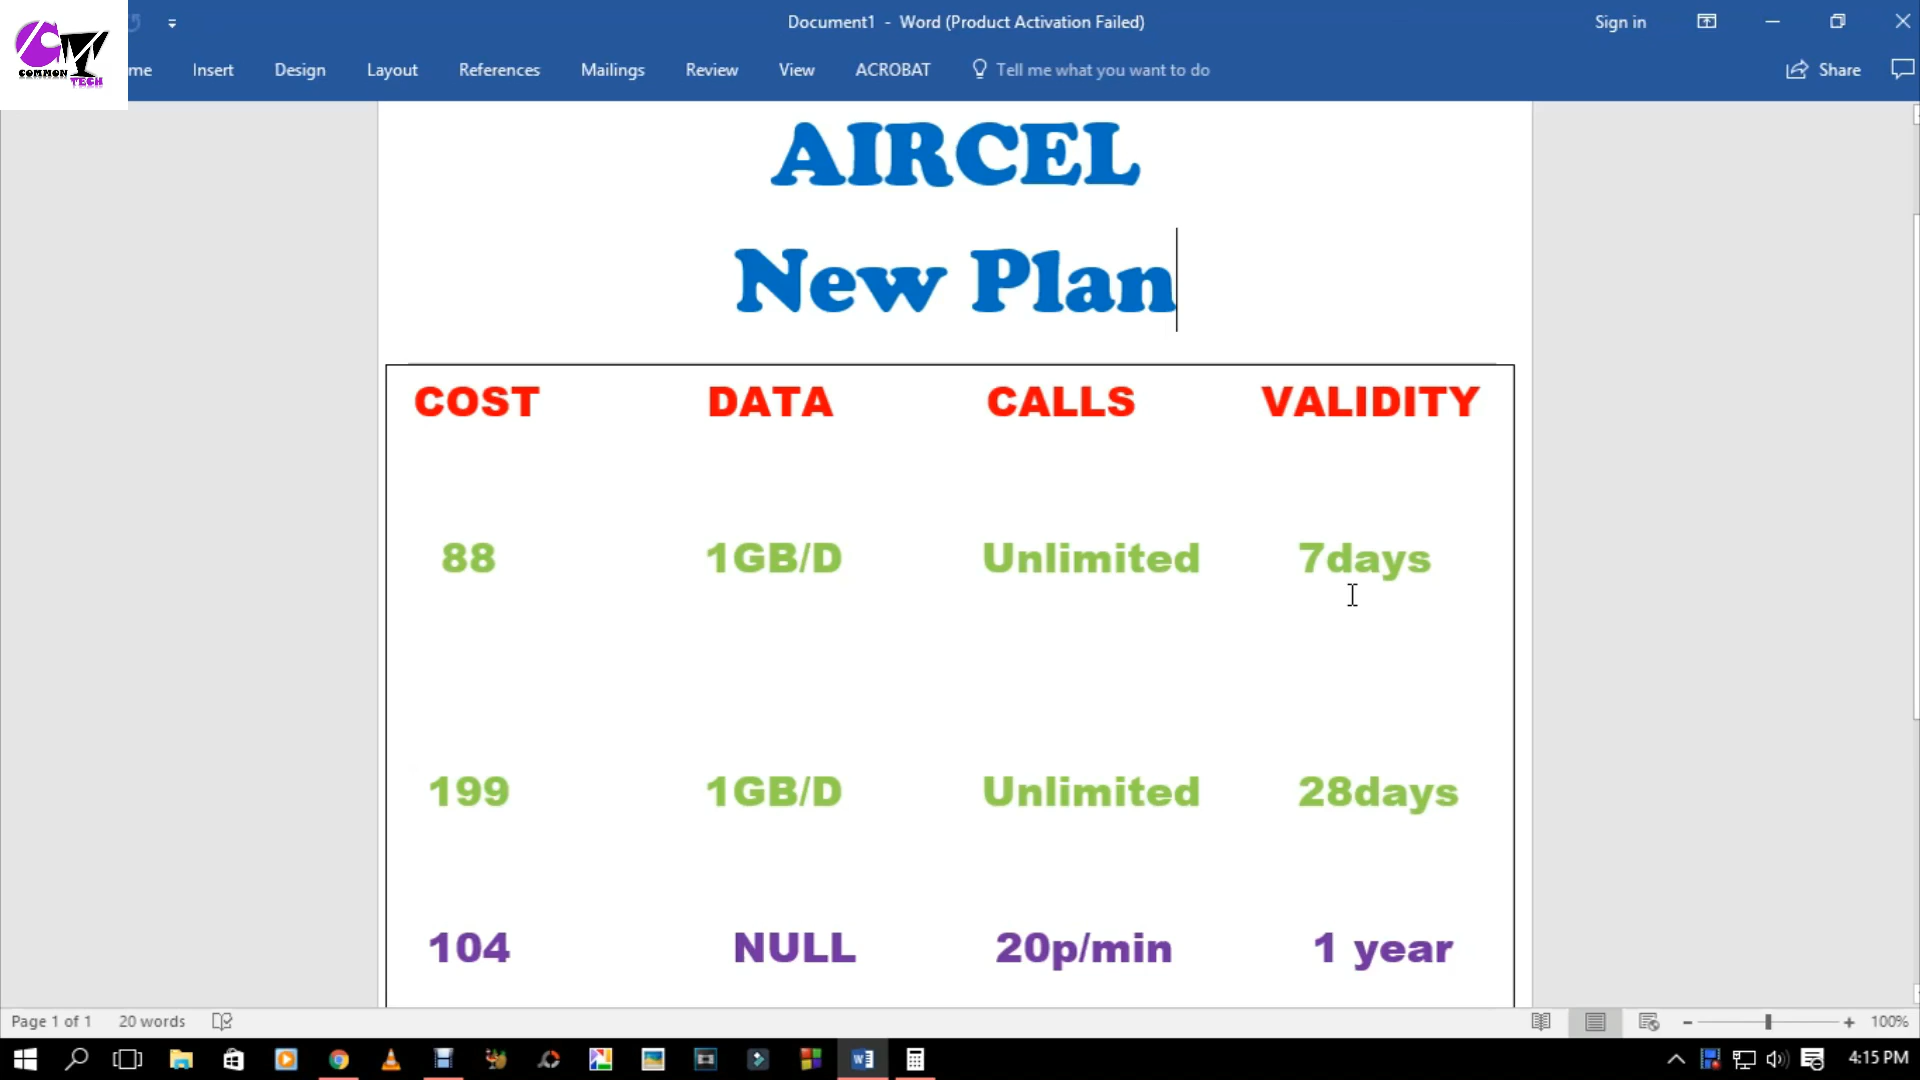 Document1 - Word (Product Activation Failed)
Sign in
COMMON
TECH
me Insert Design Layout References Mailings Review View ACROBAT Tell me what you want to do Share
AIRCEL
New Plan
COST DATA CALLS VALIDITY
88 1GB/D Unlimited 7days
199 1GB/D Unlimited 28days
104 NULL 20p/min 1 year
Page 1 of 1 20 words 100%
4:15 PM